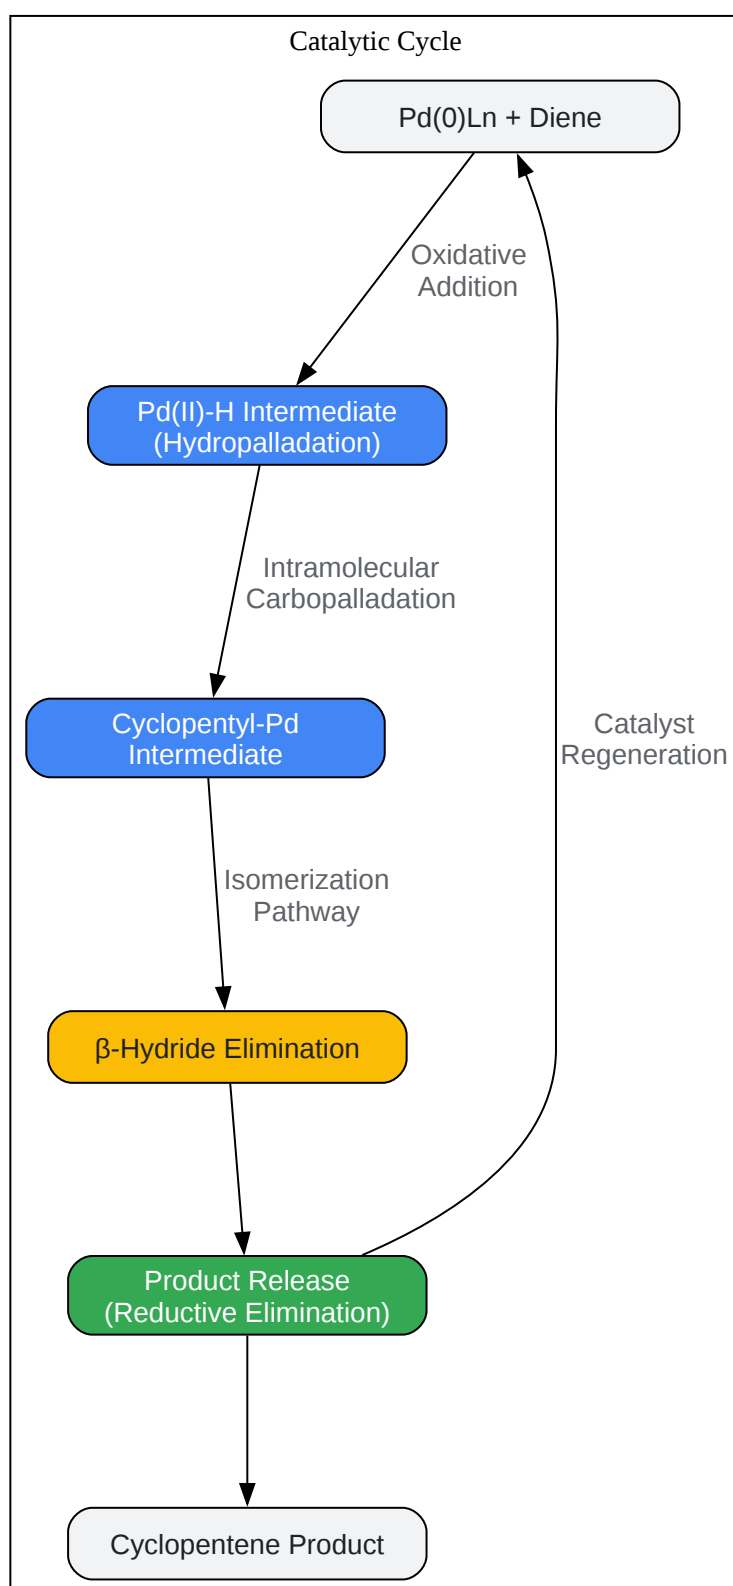 Catalytic Cycle
Pd(0)Ln + Diene
Oxidative
Addition
Pd(II)-H Intermediate
(Hydropalladation)
Intramolecular
Carbopalladation
Cyclopentyl-Pd
Intermediate
Catalyst
Regeneration
Isomerization
Pathway
β-Hydride Elimination
Product Release
(Reductive Elimination)
Cyclopentene Product